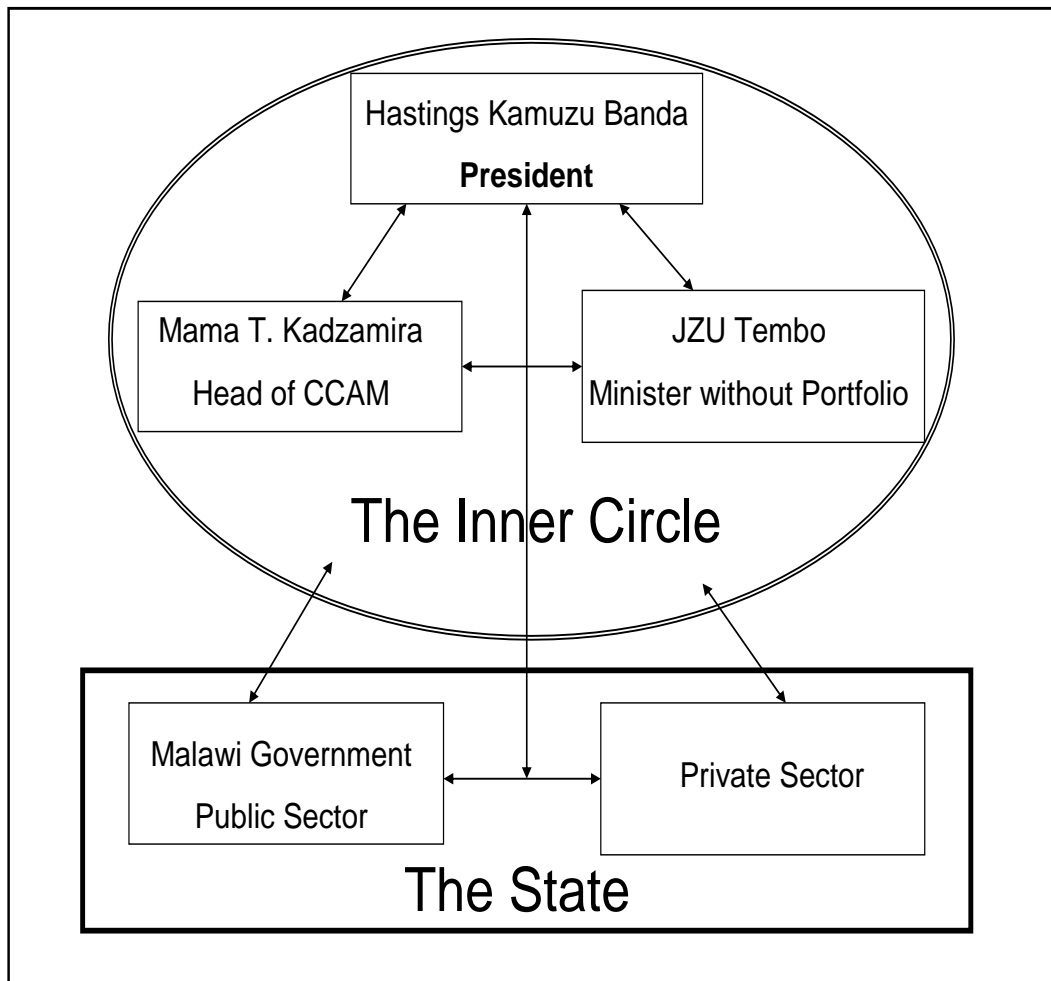 Hastings Kamuzu Banda
President
Mama T. Kadzamira
Head of CCAM
JZU Tembo
Minister without Portfolio
The Inner Circle
Malawi Government
Public Sector
Private Sector
The State